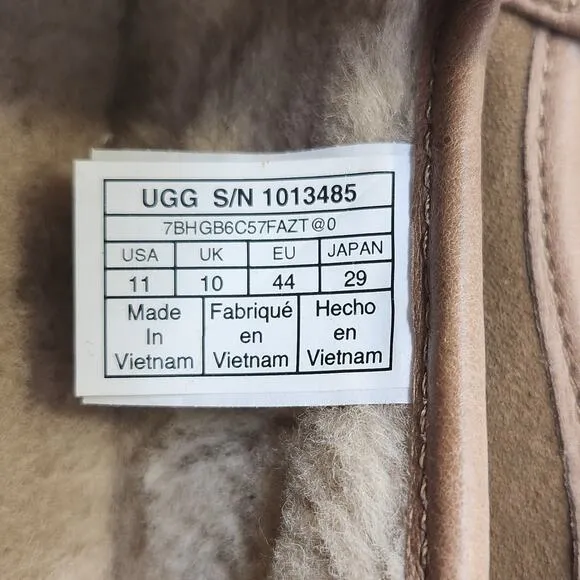 UGG S/N 1013485
7BHGB6C57FAZT@0
USA UK EU JAPAN
11 10 44 29
Made Fabriqué Hecho
In en en
Vietnam Vietnam Vietnam